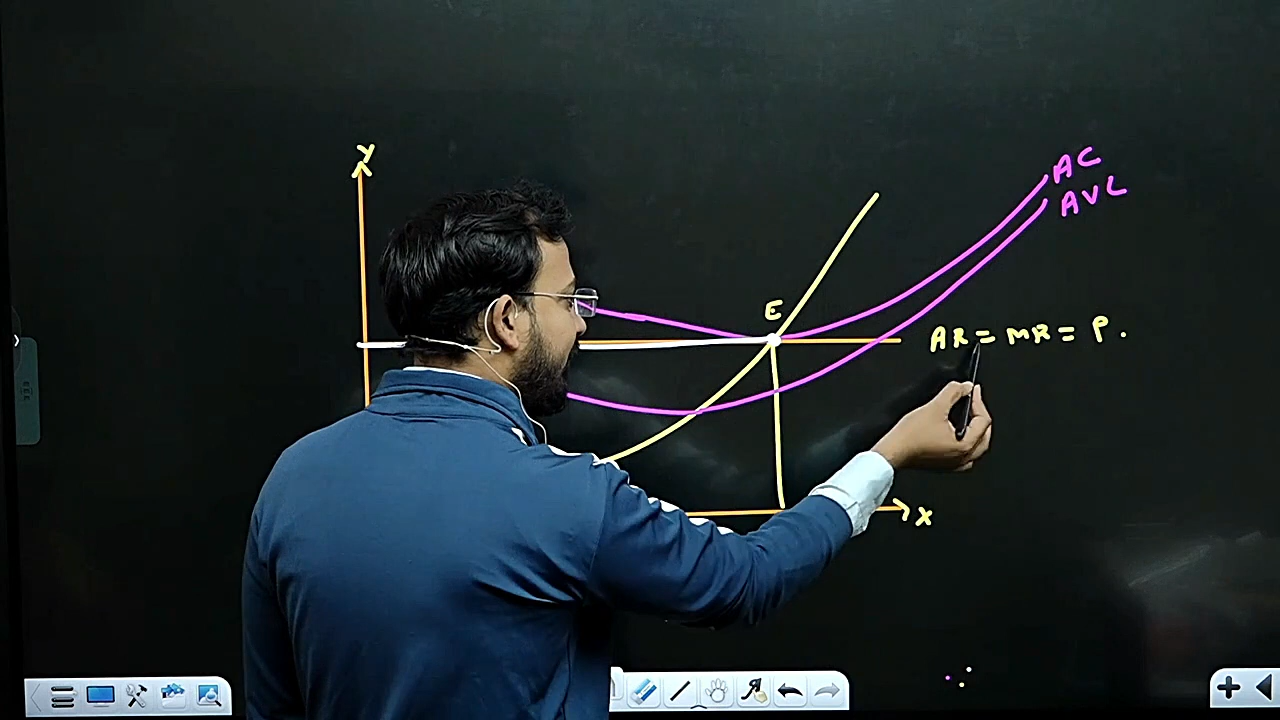 Y
AC
AVC
E
AR = MR = P.
X